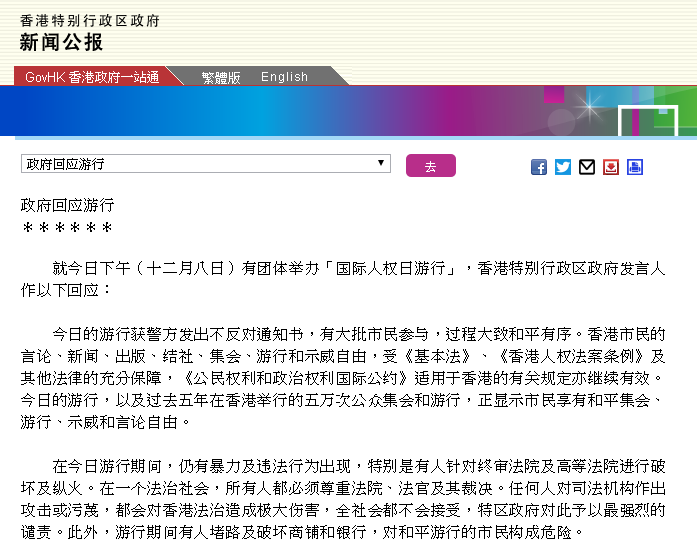 香港特别行政区政府
新闻公报
GovHK 香港政府一站通 繁體版 English
政府回应游行 去
政府回应游行
＊＊＊＊＊＊
就今日下午（十二月八日）有团体举办「国际人权日游行」，香港特别行政区政府发言人
作以下回应：
今日的游行获警方发出不反对通知书，有大批市民参与，过程大致和平有序。香港市民的
言论、新闻、出版、结社、集会、游行和示威自由，受《基本法》、《香港人权法案条例》及
其他法律的充分保障，《公民权利和政治权利国际公约》适用于香港的有关规定亦继续有效。
今日的游行，以及过去五年在香港举行的五万次公众集会和游行，正显示市民享有和平集会、
游行、示威和言论自由。
在今日游行期间，仍有暴力及违法行为出现，特别是有人针对终审法院及高等法院进行破
坏及纵火。在一个法治社会，所有人都必须尊重法院、法官及其裁决。任何人对司法机构作出
攻击或污蔑，都会对香港法治造成极大伤害，全社会都不会接受，特区政府对此予以最强烈的
谴责。此外，游行期间有人堵路及破坏商铺和银行，对和平游行的市民构成危险。